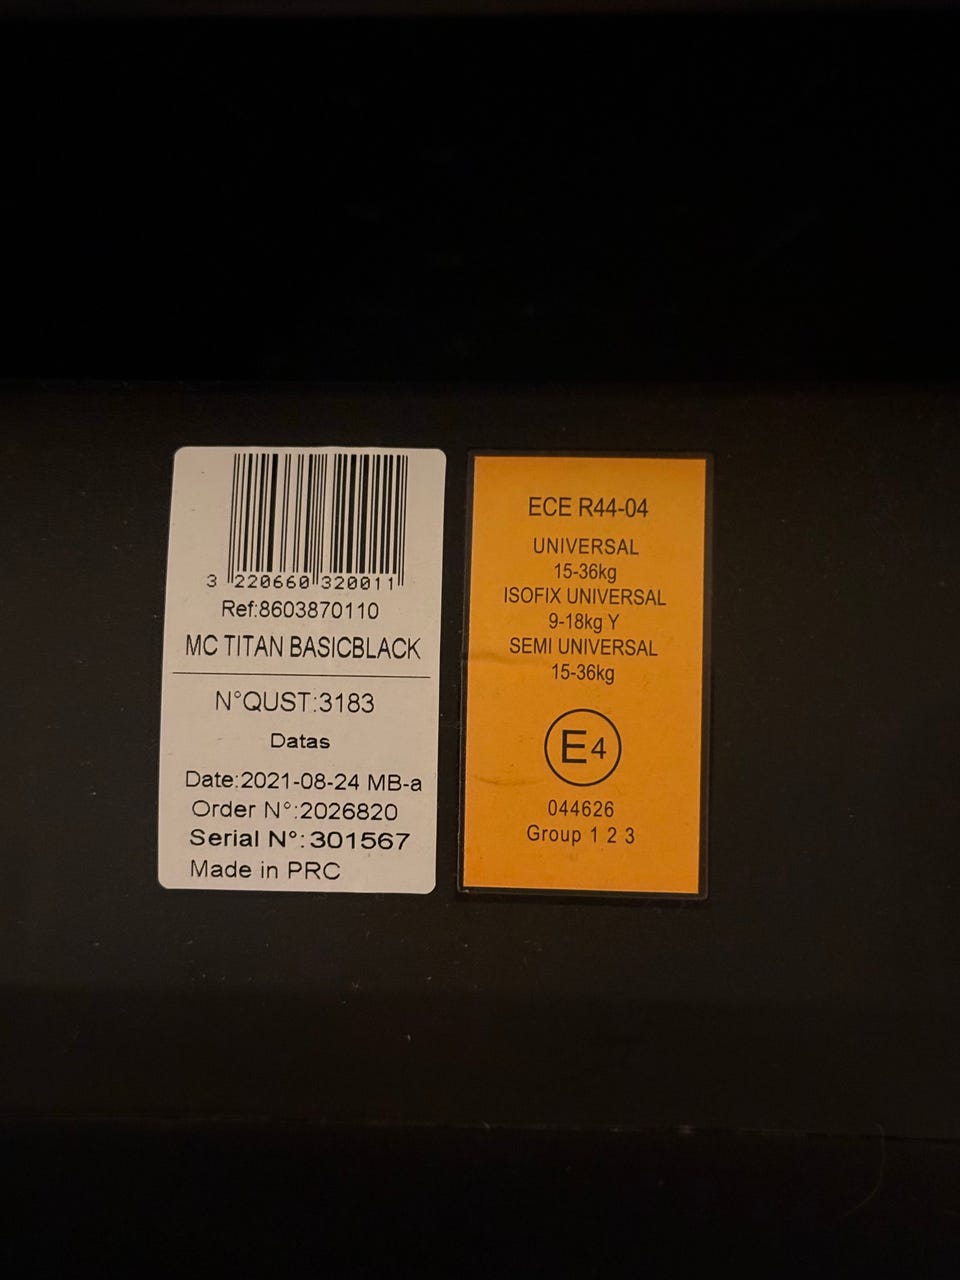 3 220660 320011
Ref:8603870110
MC TITAN BASICBLACK
N°QUST:3183
Datas
Date:2021-08-24 MB-a
Order N°:2026820
Serial N°:301567
Made in PRC
ECE R44-04
UNIVERSAL
15-36kg
ISOFIX UNIVERSAL
9-18kg Y
SEMI UNIVERSAL
15-36kg
E4
044626
Group 1 2 3